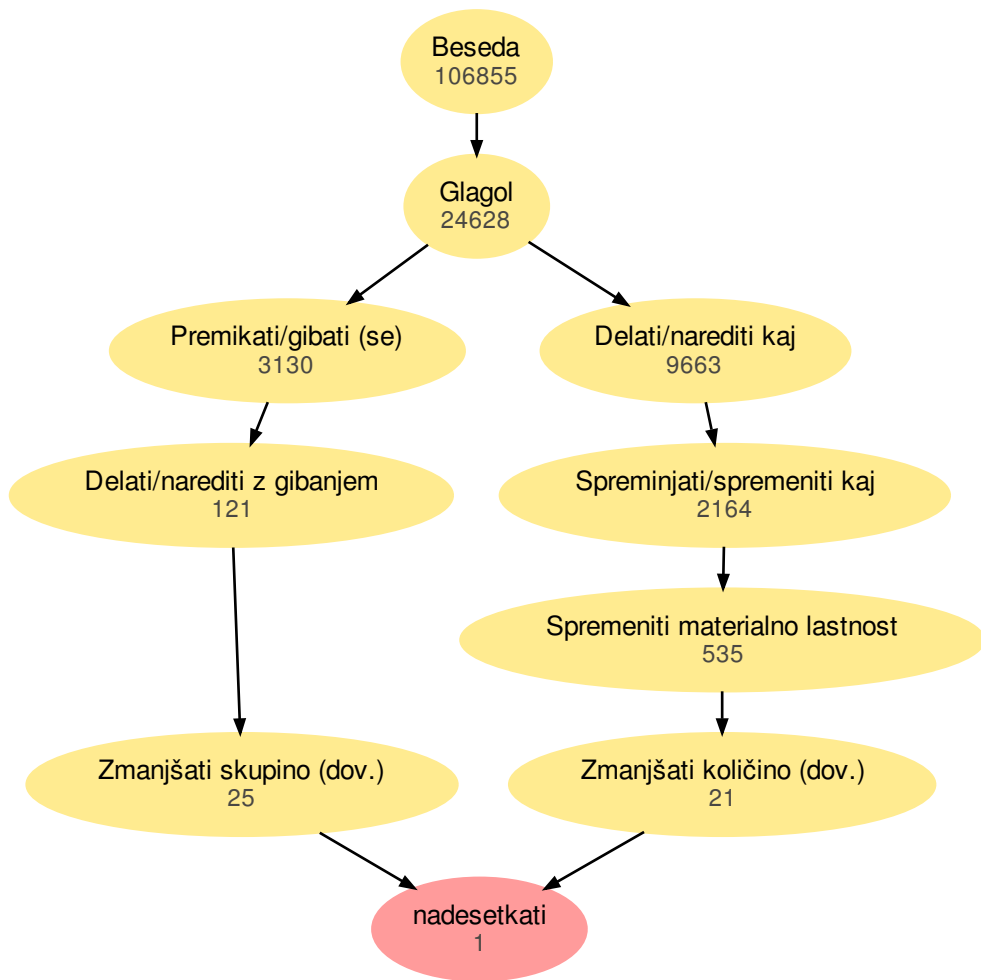 Beseda
106855
Glagol
24628
Premikati/gibati (se)
3130
Delati/narediti kaj
9663
Delati/narediti z gibanjem
121
Spreminjati/spremeniti kaj
2164
Spremeniti materialno lastnost
535
Zmanjšati skupino (dov.)
25
Zmanjšati količino (dov.)
21
nadesetkati
1